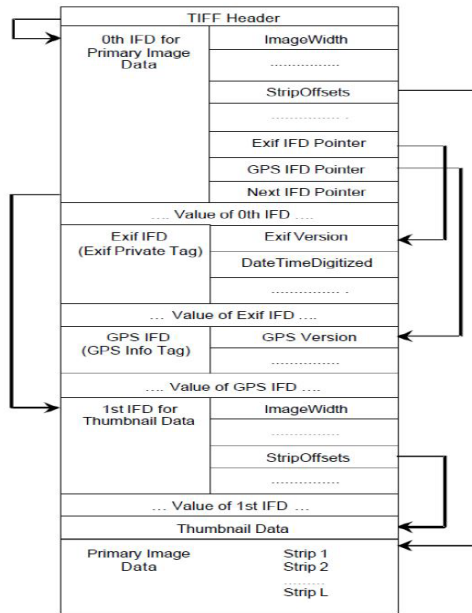 TIFF Header
0th IFD for
Primary Image
Data
ImageWidth
...............
StripOffsets
............... .
Exif IFD Pointer
GPS IFD Pointer
Next IFD Pointer
.... Value of 0th IFD ....
Exif IFD
(Exif Private Tag)
Exif Version
DateTimeDigitized
............... .
... Value of Exif IFD ....
GPS IFD
(GPS Info Tag)
GPS Version
...............
.... Value of GPS IFD....
1st IFD for
Thumbnail Data
ImageWidth
...............
StripOffsets
...............
... Value of 1st IFD ...
Thumbnail Data
Primary Image
Data
Strip 1
Strip 2
.........
Strip L